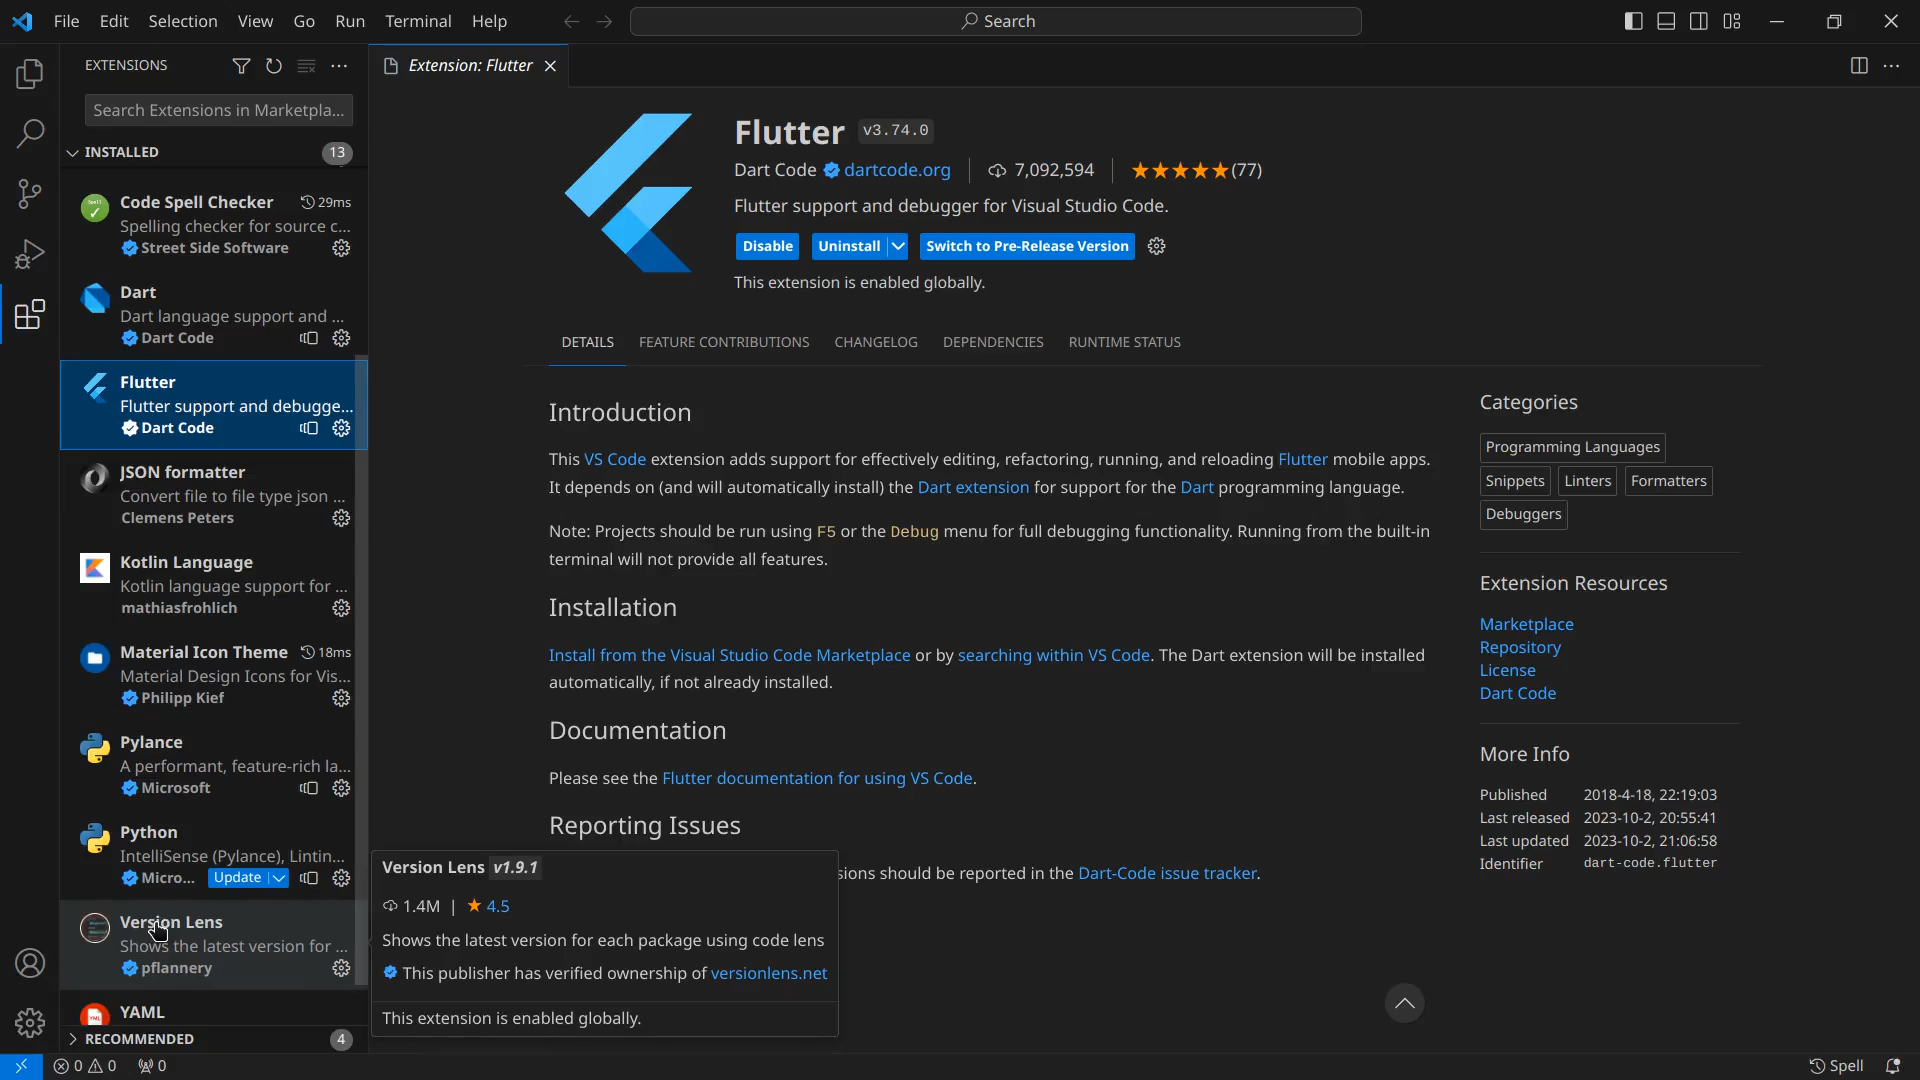 File Edit Selection View Go Run Terminal Help
Search
EXTENSIONS
Search Extensions in Marketpla...
INSTALLED 13
Code Spell Checker 29ms
Spelling checker for source c...
Street Side Software
Dart
Dart language support and ...
Dart Code
Flutter
Flutter support and debugge...
Dart Code
JSON formatter
Convert file to file type json ...
Clemens Peters
Kotlin Language
Kotlin language support for ...
mathiasfrohlich
Material Icon Theme 18ms
Material Design Icons for Vis...
Philipp Kief
Pylance
A performant, feature-rich la...
Microsoft
Python
IntelliSense (Pylance), Lintin...
Micro... Update
Version Lens
Shows the latest version for ...
pflannery
YAML
RECOMMENDED 4
Extension: Flutter
Flutter v3.74.0
Dart Code dartcode.org 7,092,594 ★★★★★(77)
Flutter support and debugger for Visual Studio Code.
Disable Uninstall Switch to Pre-Release Version
This extension is enabled globally.
DETAILS FEATURE CONTRIBUTIONS CHANGELOG DEPENDENCIES RUNTIME STATUS
Introduction
This VS Code extension adds support for effectively editing, refactoring, running, and reloading Flutter mobile apps.
It depends on (and will automatically install) the Dart extension for support for the Dart programming language.
Note: Projects should be run using F5 or the Debug menu for full debugging functionality. Running from the built-in
terminal will not provide all features.
Installation
Install from the Visual Studio Code Marketplace or by searching within VS Code. The Dart extension will be installed
automatically, if not already installed.
Documentation
Please see the Flutter documentation for using VS Code.
Reporting Issues
sions should be reported in the Dart-Code issue tracker.
Version Lens v1.9.1
1.4M | ★ 4.5
Shows the latest version for each package using code lens
This publisher has verified ownership of versionlens.net
This extension is enabled globally.
Categories
Programming Languages
Snippets Linters Formatters
Debuggers
Extension Resources
Marketplace
Repository
License
Dart Code
More Info
Published 2018-4-18, 22:19:03
Last released 2023-10-2, 20:55:41
Last updated 2023-10-2, 21:06:58
Identifier dart-code.flutter
0 0 0
Spell